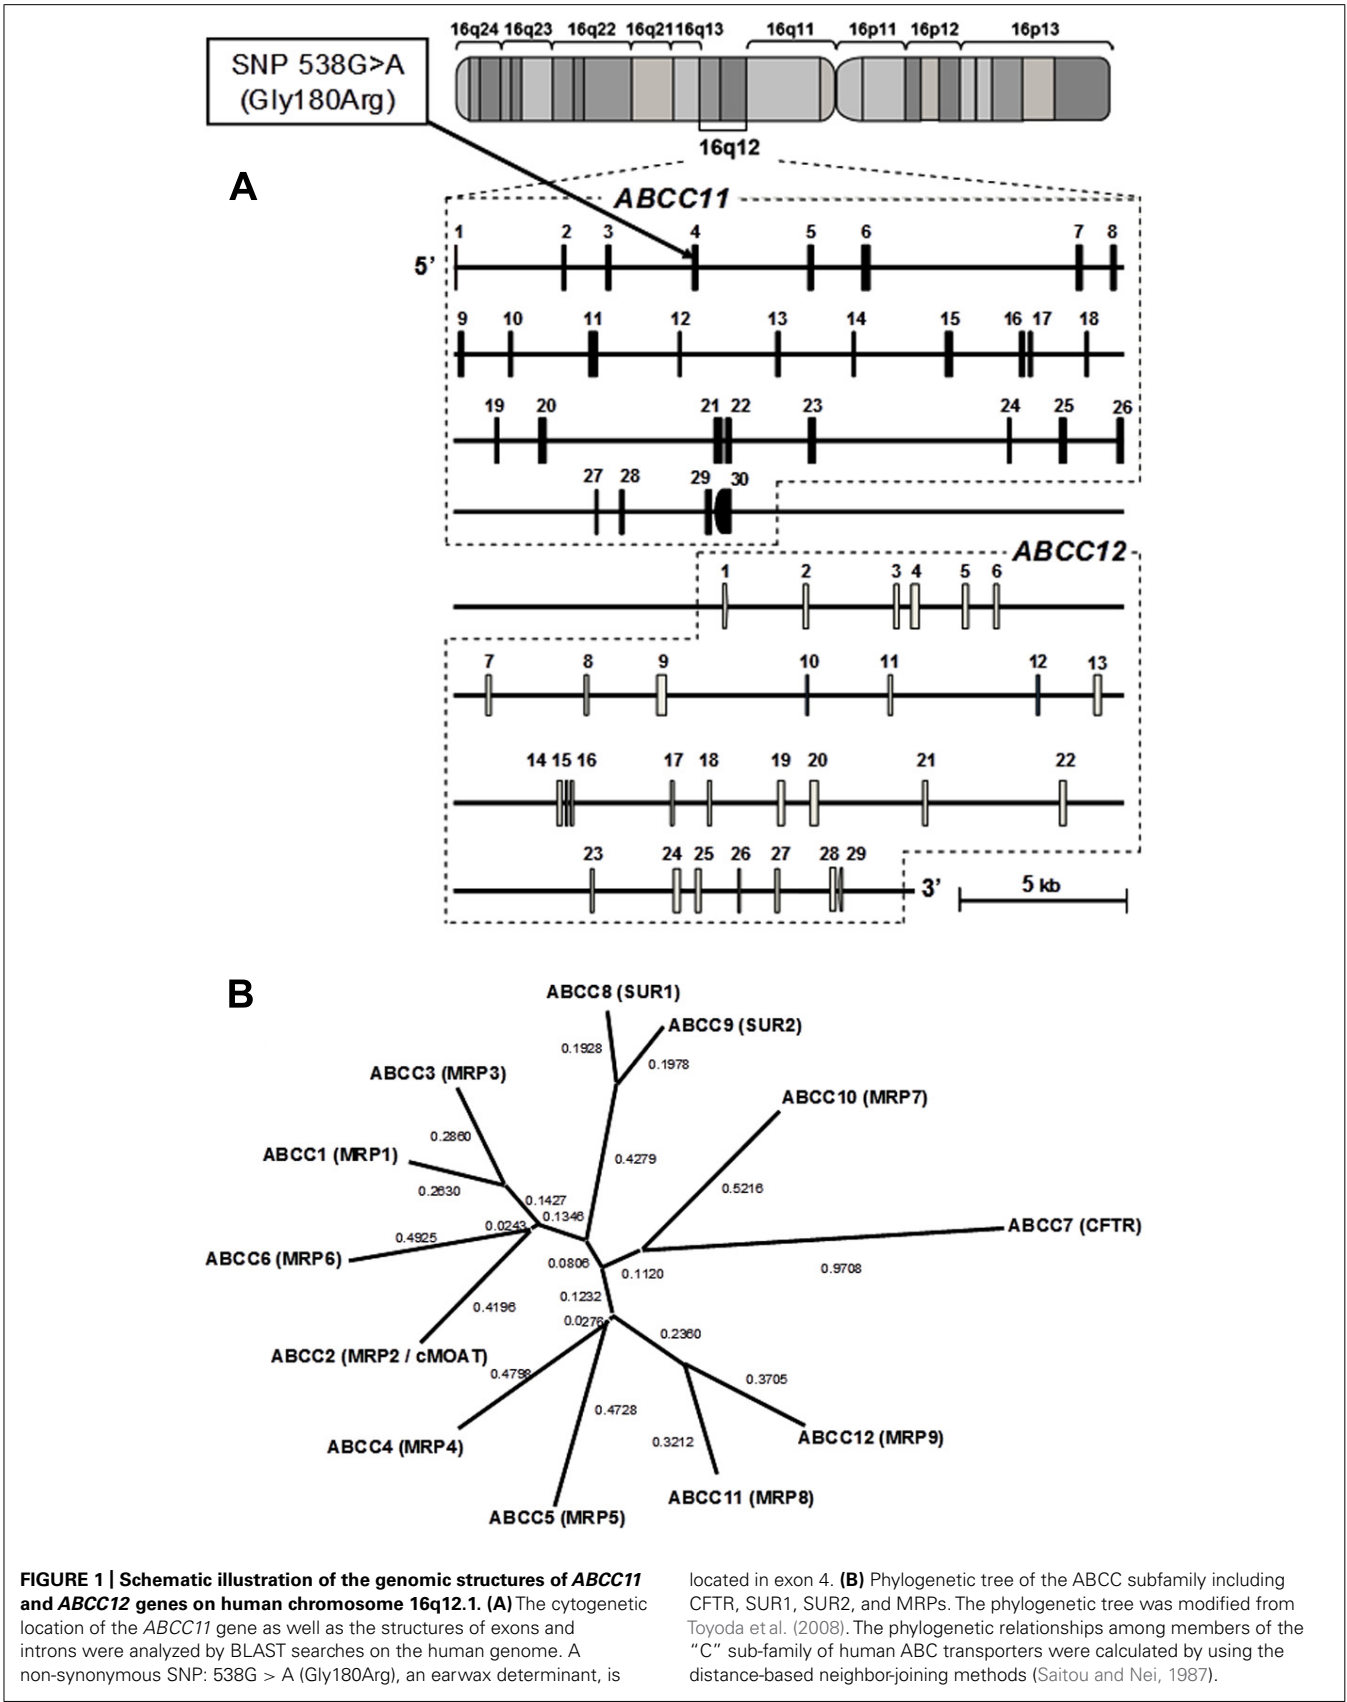 16q24 16q23 16q22 16q21 16q13 16q11 16p11 16p12 16p13
SNP 538G>A
(Gly180Arg)
16q12
A
ABCC11
1 2 3 4 5 6 7 8
5’
9 10 11 12 13 14 15 16 17 18
19 20 21 22 23 24 25 26
27 28 29 30
ABCC12
1 2 3 4 5 6
7 8 9 10 11 12 13
14 15 16 17 18 19 20 21 22
23 24 25 26 27 28 29
3’
5 kb
B
ABCC8 (SUR1)
ABCC9 (SUR2)
0.1928
0.1978
ABCC3 (MRP3)
ABCC10 (MRP7)
0.2860
ABCC1 (MRP1)
0.4279
0.2630
0.5216
0.1427
0.1346
0.0243
ABCC7 (CFTR)
0.4925
ABCC6 (MRP6)
0.0806
0.1120
0.9708
0.1232
0.4196
0.0276
0.2360
ABCC2 (MRP2 / cMOAT)
0.4798
0.3705
0.4728
ABCC12 (MRP9)
ABCC4 (MRP4)
0.3212
ABCC11 (MRP8)
ABCC5 (MRP5)
FIGURE 1 | Schematic illustration of the genomic structures of ABCC11
and ABCC12 genes on human chromosome 16q12.1. (A) The cytogenetic
location of the ABCC11 gene as well as the structures of exons and
introns were analyzed by BLAST searches on the human genome. A
non-synonymous SNP: 538G > A (Gly180Arg), an earwax determinant, is
located in exon 4. (B) Phylogenetic tree of the ABCC subfamily including
CFTR, SUR1, SUR2, and MRPs. The phylogenetic tree was modified from
Toyoda et al. (2008). The phylogenetic relationships among members of the
“C” sub-family of human ABC transporters were calculated by using the
distance-based neighbor-joining methods (Saitou and Nei, 1987).